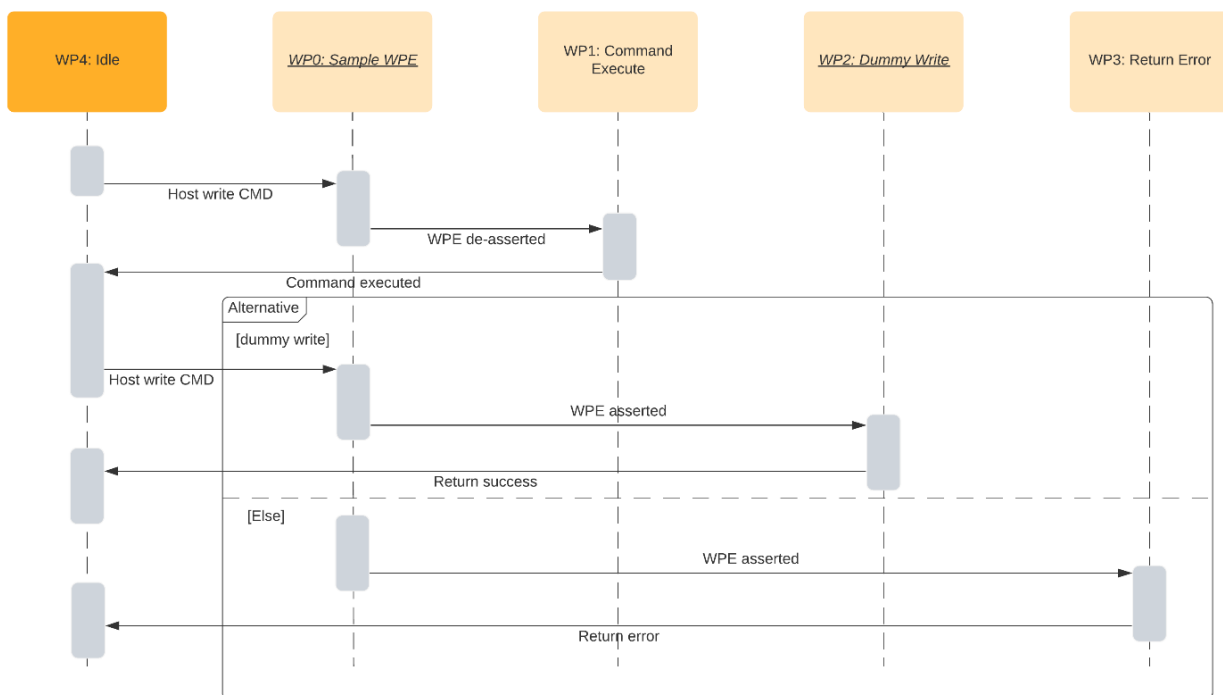 WP4: Idle
WP0: Sample WPE
WP1: Command
Execute
WP2: Dummy Write
WP3: Return Error
Host write CMD
WPE de-asserted
Command executed
Alternative
[dummy write]
Host write CMD
WPE asserted
Return success
[Else]
WPE asserted
Return error